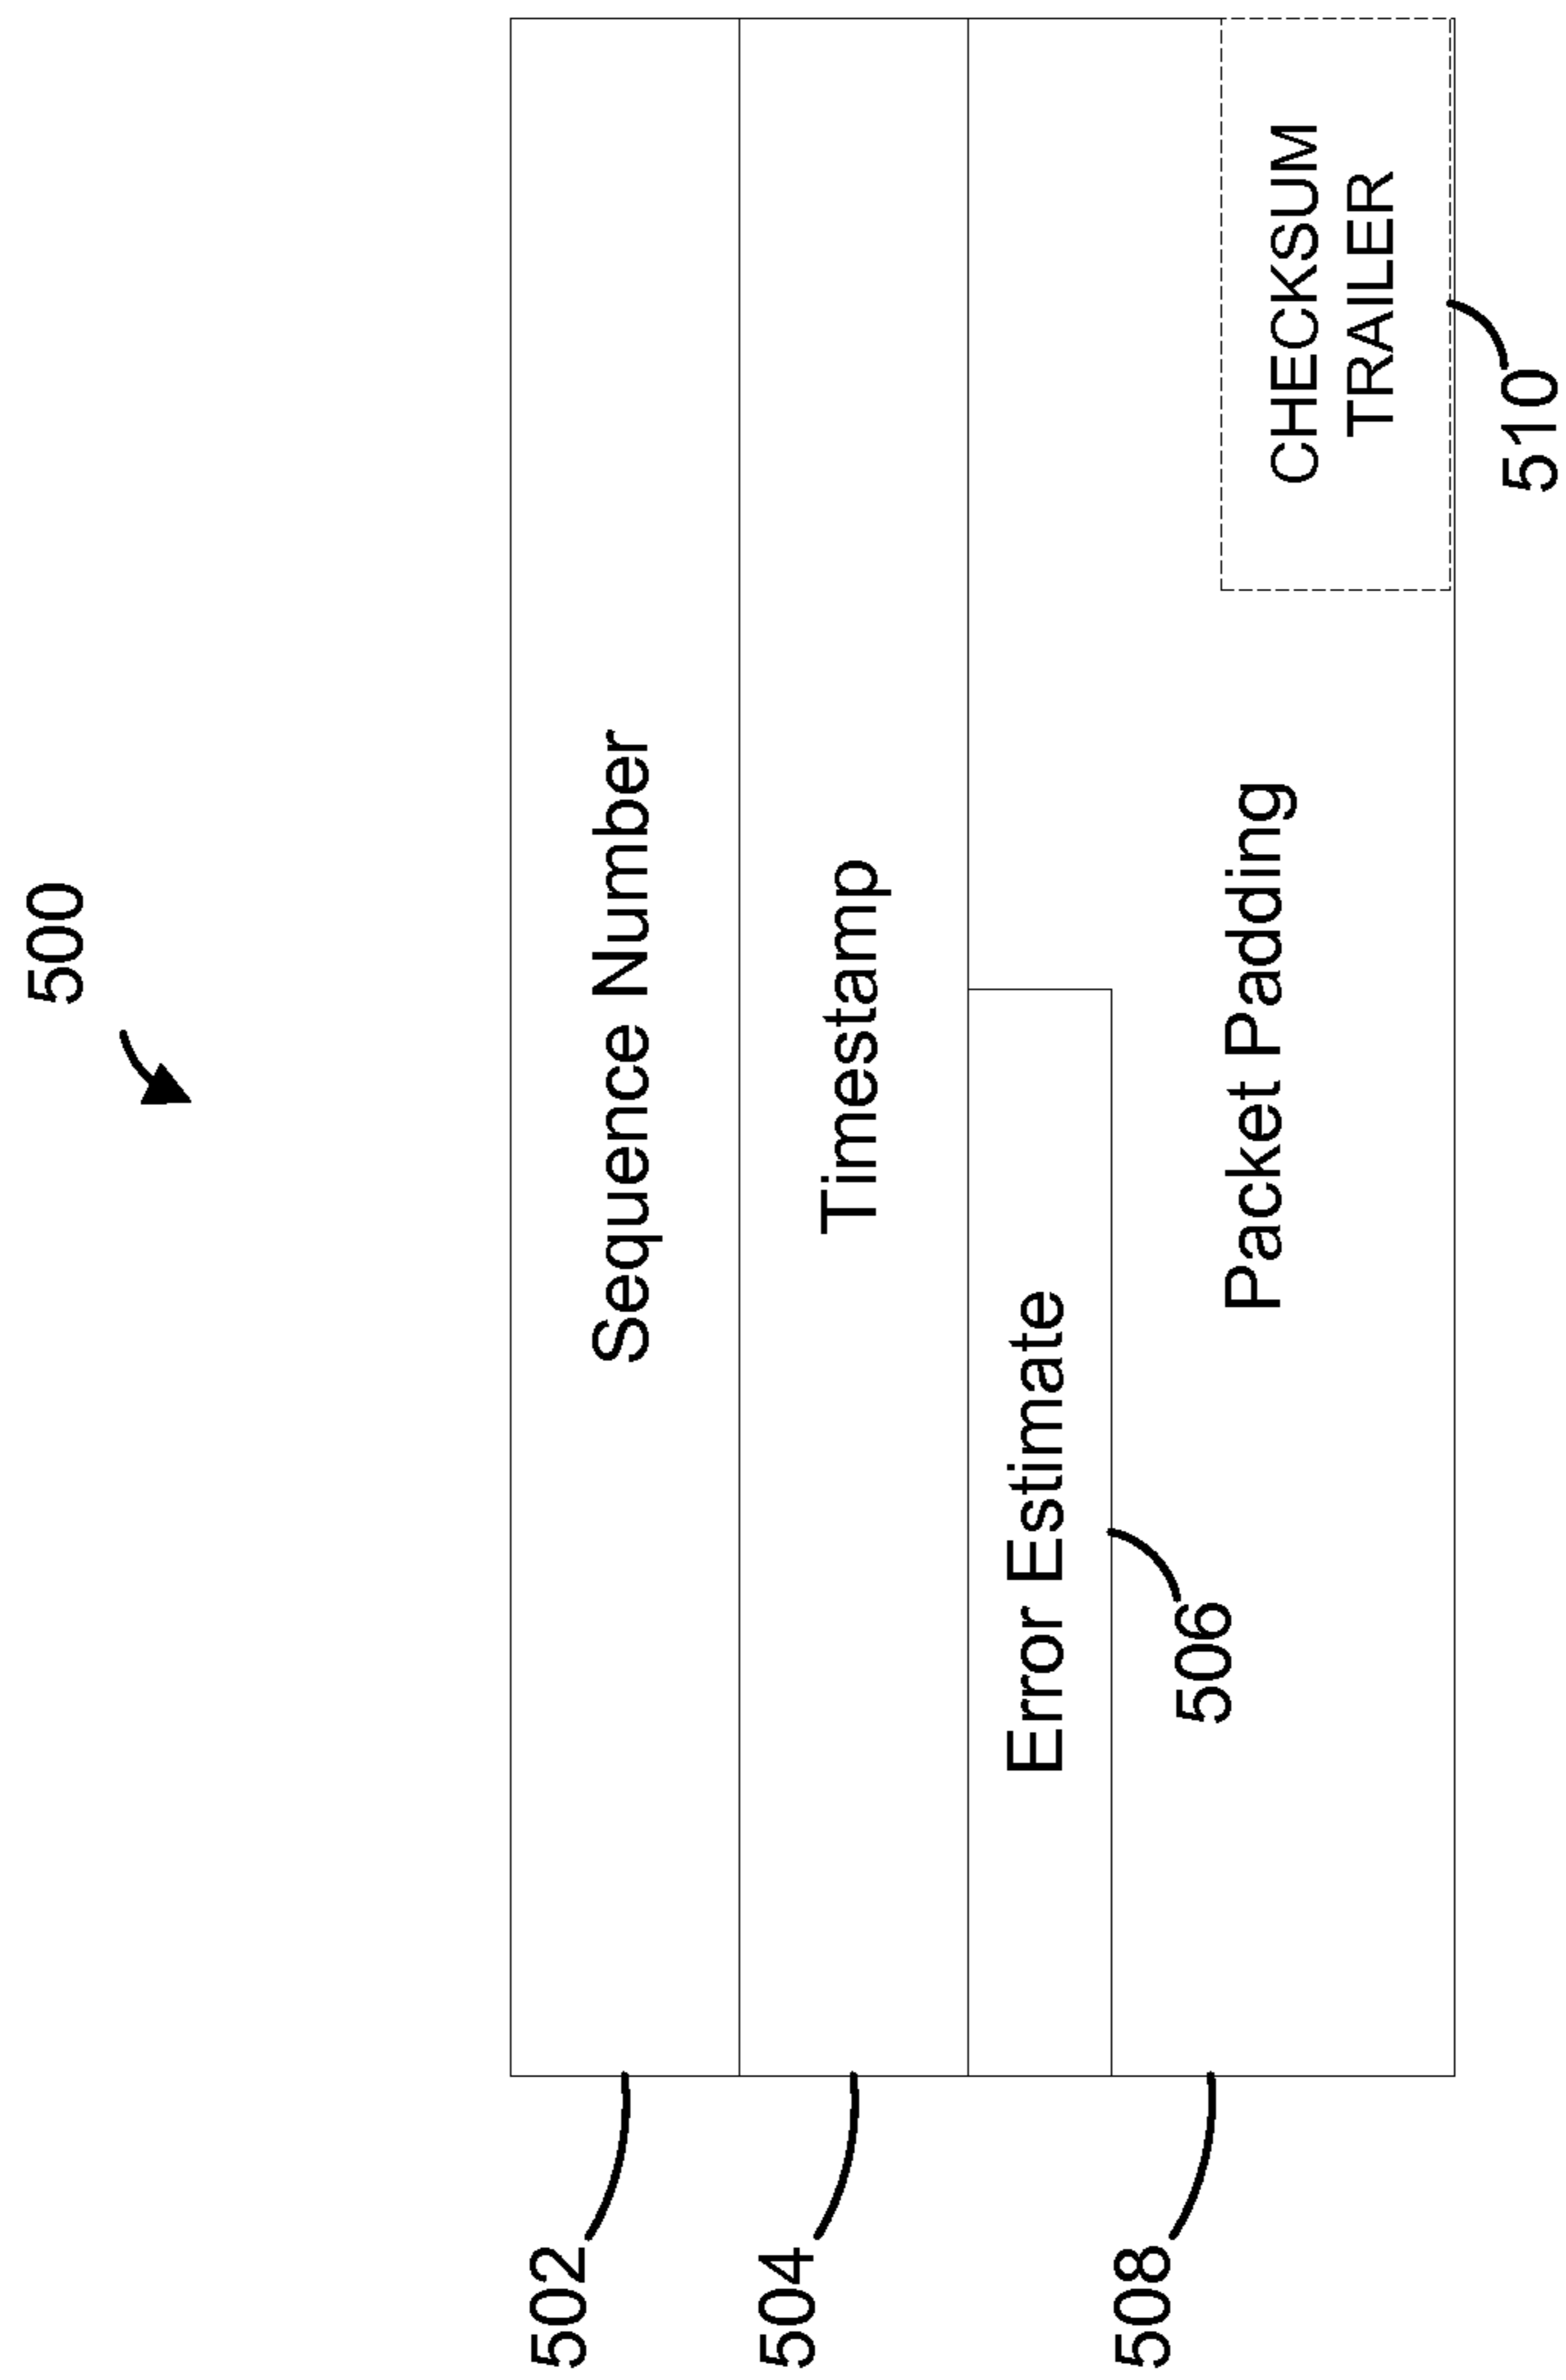 500
502
Sequence Number
504
Timestamp
Error Estimate
506
508
Packet Padding
CHECKSUM
TRAILER
510